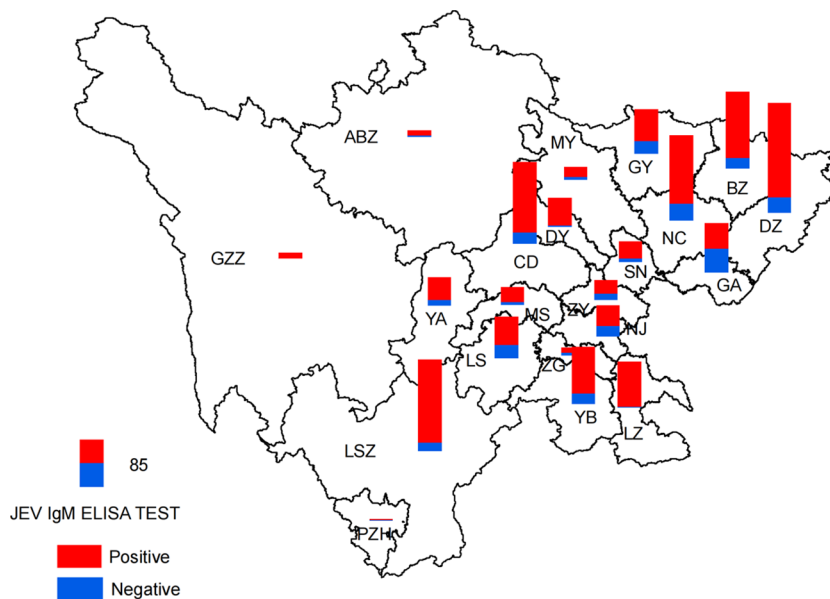 ABZ
MY
GY
BZ
DZ
NC
DY
CD
GZZ
SN
GA
YA
MS
ZY
NJ
LS
ZG
YB
LZ
LSZ
85
JEV IgM ELISA TEST
PZH
Positive
Negative